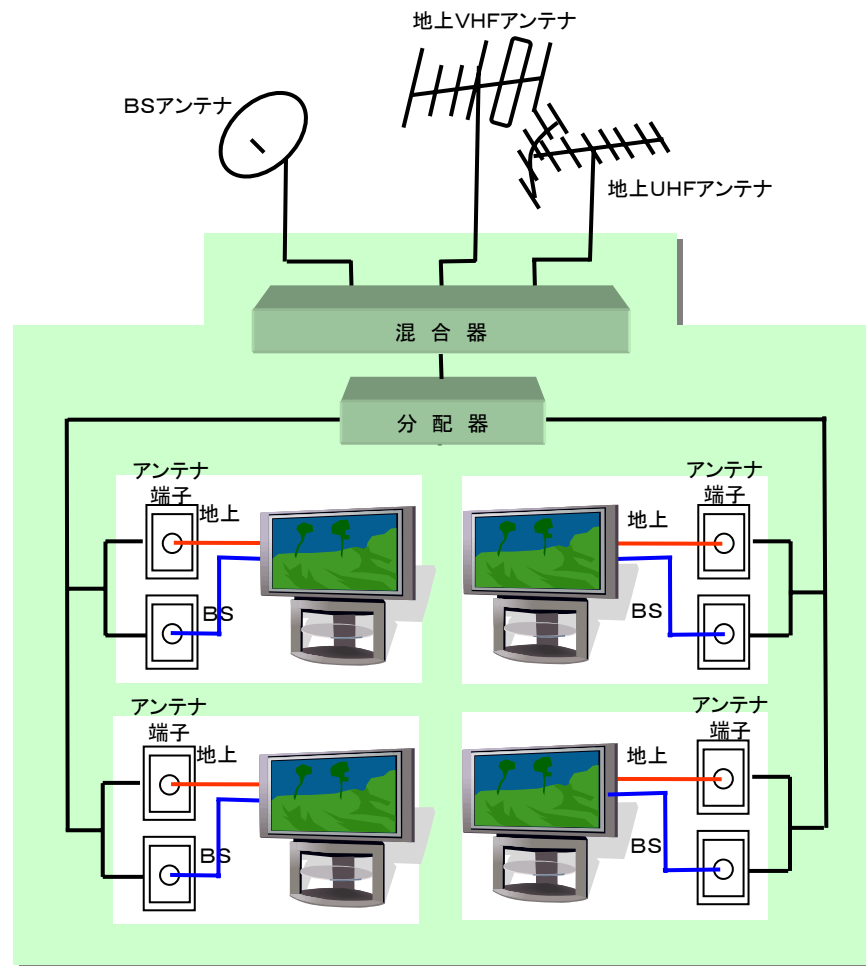 地上VHFアンテナ
BSアンテナ
地上UHFアンテナ
混合器
分配器
アンテナ
端子
地上
BS
アンテナ
端子
地上
BS
アンテナ
端子
地上
BS
アンテナ
端子
地上
BS